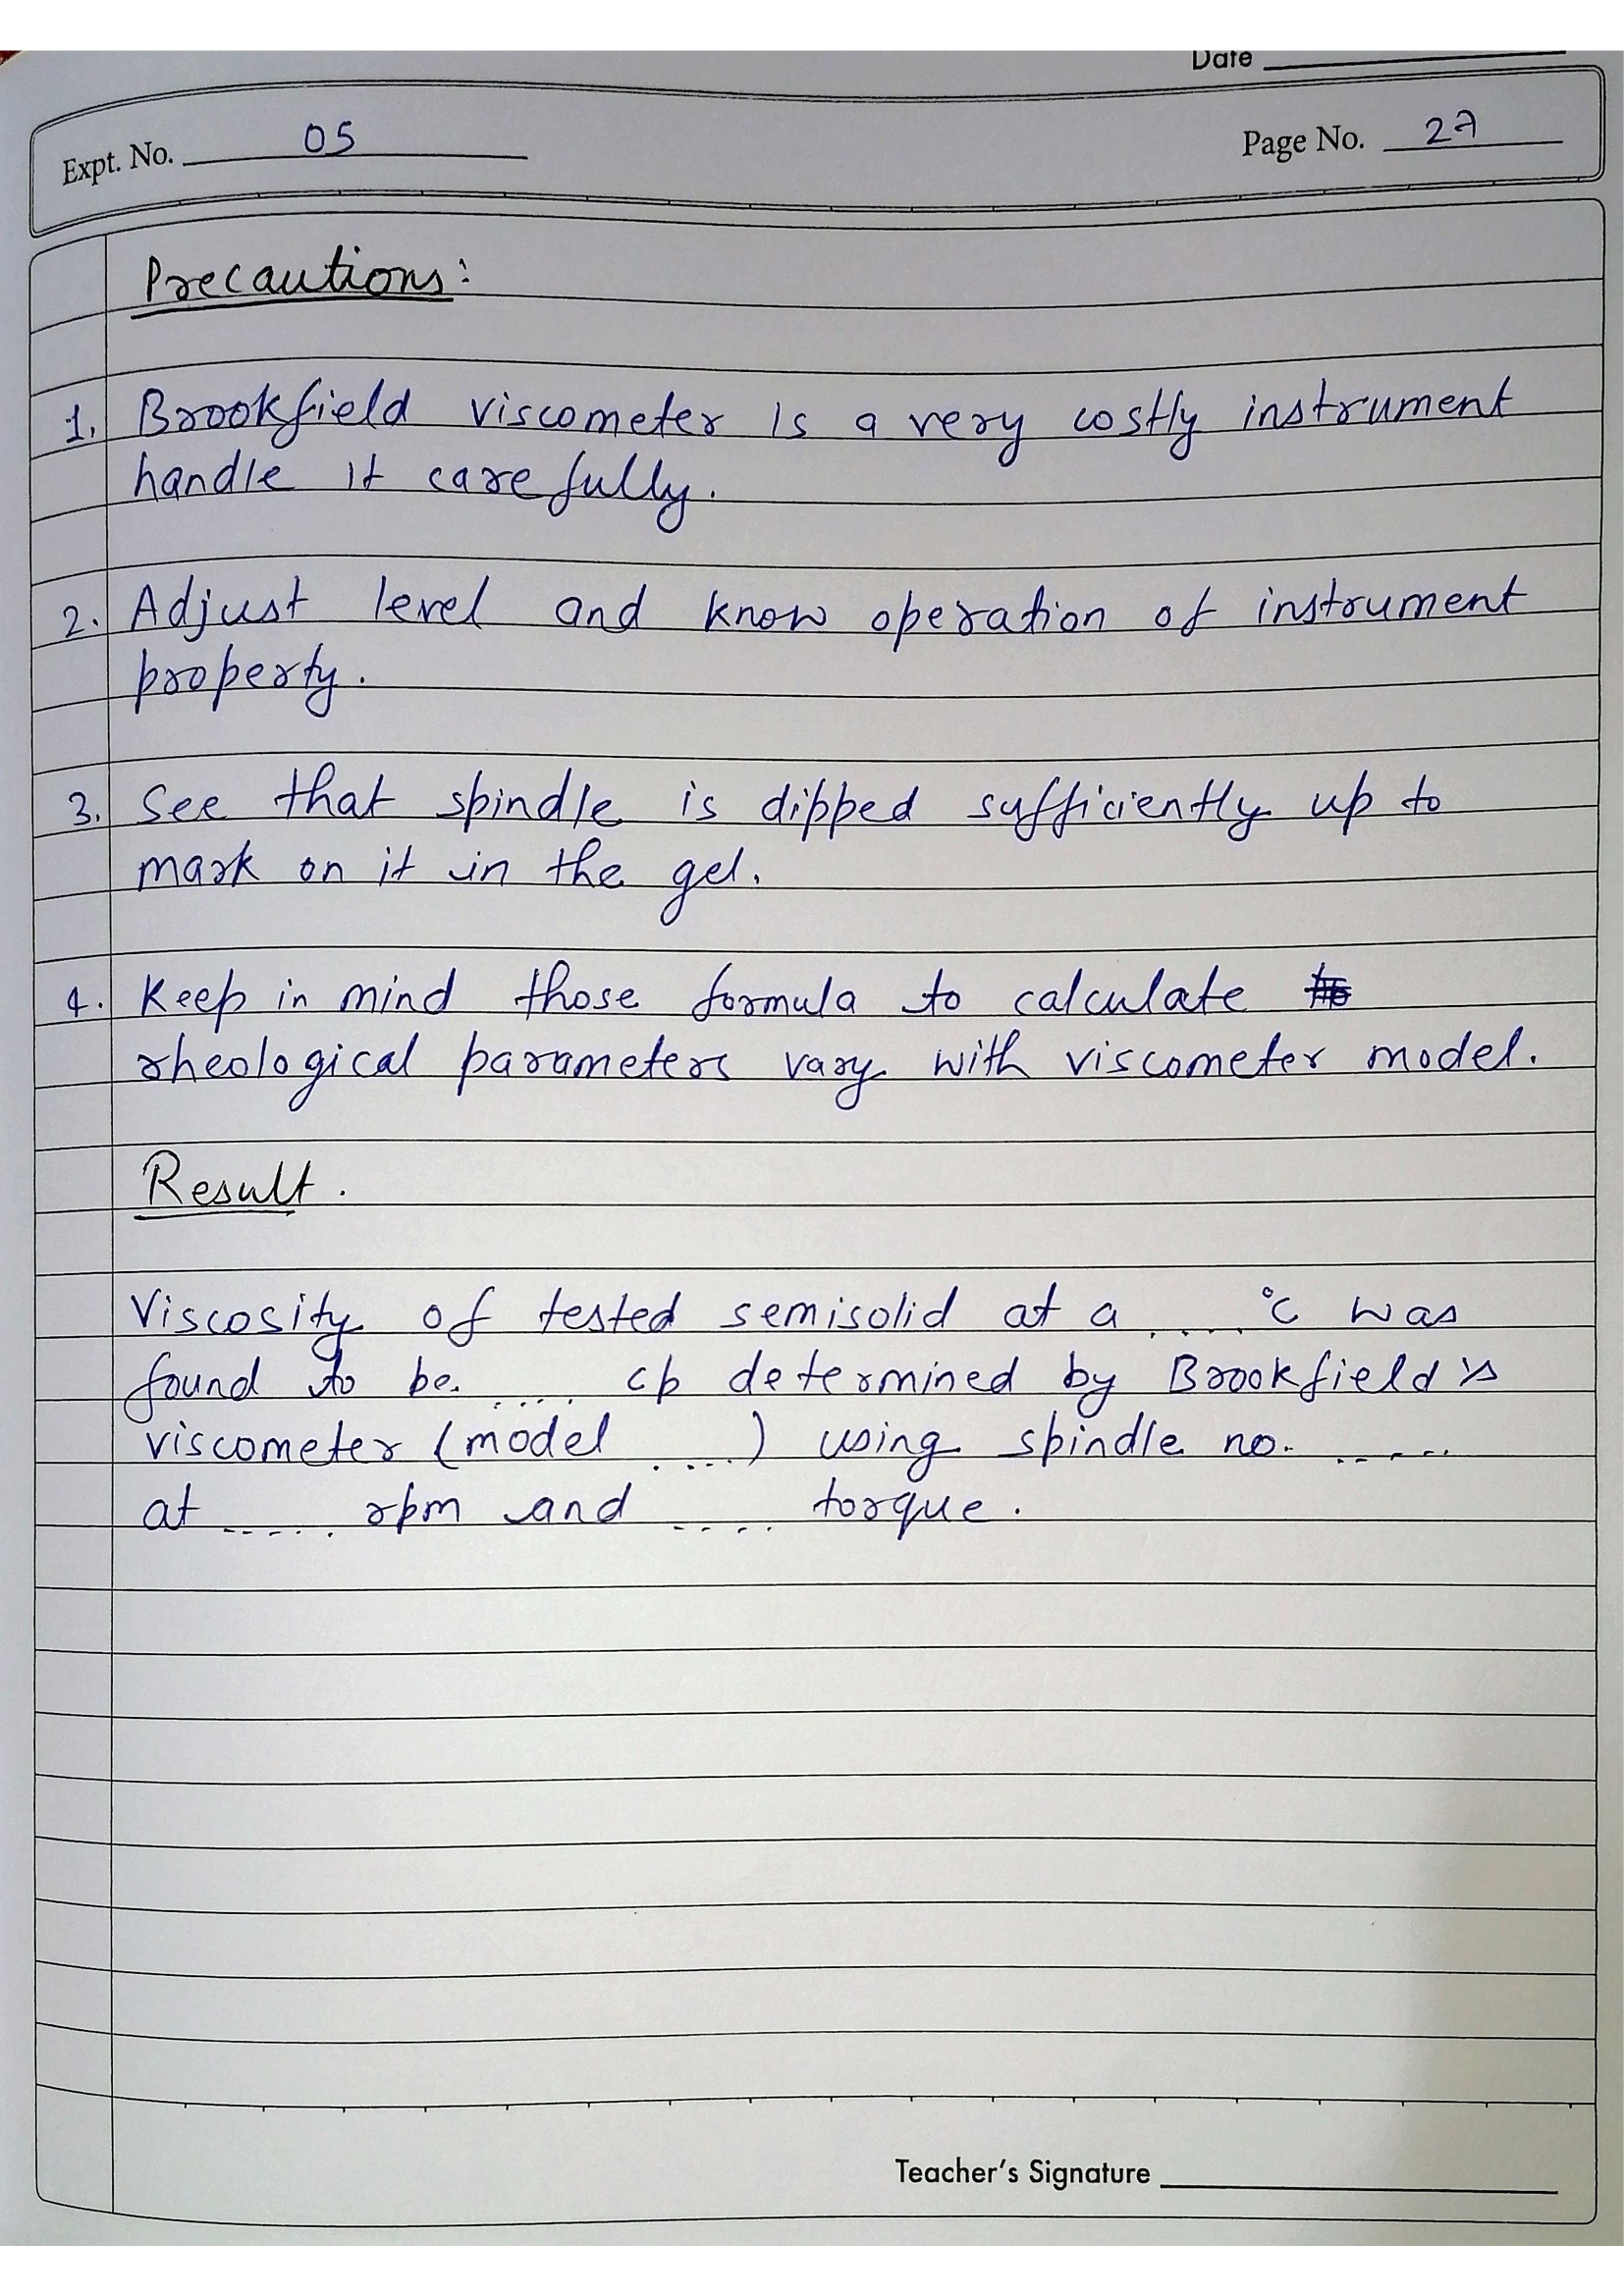 Date
Expt. No. 05
Page No. 27
Precautions:
1. Brookfield viscometer is a very costly instrument
handle it carefully.
2. Adjust level and know operation of instrument
property.
3. See that spindle is dipped sufficiently up to
mark on it in the gel.
4. Keep in mind those formula to calculate
rheological parameters vary with viscometer model.
Result.
Viscosity of tested semisolid at a ..... °C was
found to be. ..... cp determined by Brookfield's
viscometer (model .....) using spindle no. .....
at ..... rpm and ..... torque.
Teacher's Signature